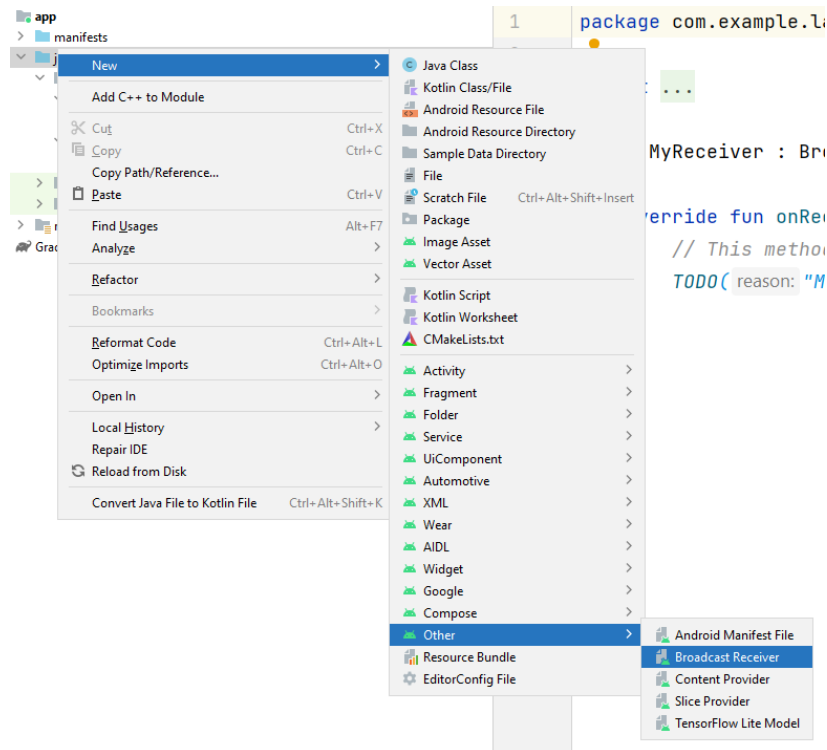 app
manifests
New
Add C++ to Module
Cut Ctrl+X
Copy Ctrl+C
Copy Path/Reference...
Paste Ctrl+V
Find Usages Alt+F7
Analyze
Refactor
Bookmarks
Reformat Code Ctrl+Alt+L
Optimize Imports Ctrl+Alt+O
Open In
Local History
Repair IDE
Reload from Disk
Convert Java File to Kotlin File Ctrl+Alt+Shift+K
Java Class
Kotlin Class/File
Android Resource File
Android Resource Directory
Sample Data Directory
File
Scratch File Ctrl+Alt+Shift+Insert
Package
Image Asset
Vector Asset
Kotlin Script
Kotlin Worksheet
CMakeLists.txt
Activity
Fragment
Folder
Service
UiComponent
Automotive
XML
Wear
AIDL
Widget
Google
Compose
Other
Resource Bundle
EditorConfig File
Android Manifest File
Broadcast Receiver
Content Provider
Slice Provider
TensorFlow Lite Model
1 package com.example.la
...
MyReceiver : Bro
verride fun onRec
// This method
TODO( reason: "M